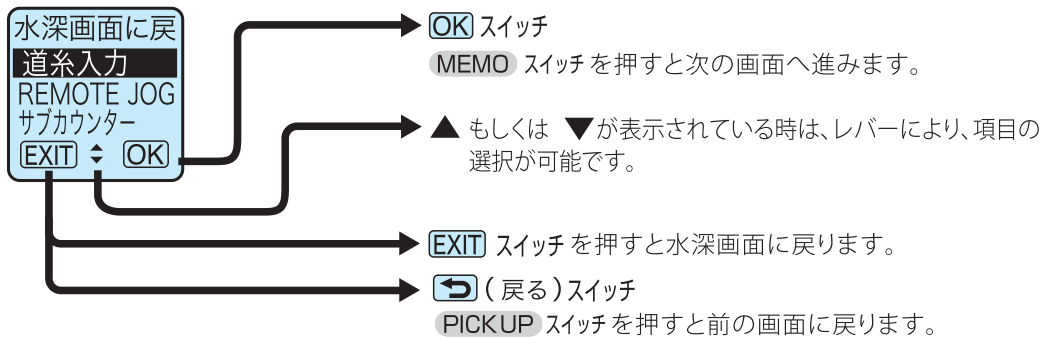 水深画面に戻
道糸入力
REMOTE JOG
サブカウンター
EXIT OK
OK スイッチ
MEMO スイッチを押すと次の画面へ進みます。
▲ もしくは ▼が表示されている時は、レバーにより、項目の
選択が可能です。
EXIT スイッチを押すと水深画面に戻ります。
(戻る)スイッチ
PICK UP スイッチを押すと前の画面に戻ります。